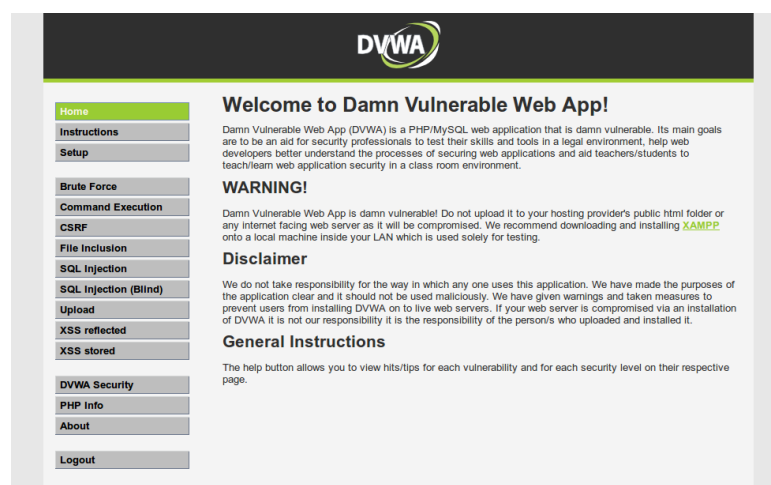 DVWA
Home
Instructions
Setup
Brute Force
Command Execution
CSRF
File Inclusion
SQL Injection
SQL Injection (Blind)
Upload
XSS reflected
XSS stored
DVWA Security
PHP Info
About
Logout
Welcome to Damn Vulnerable Web App!
Damn Vulnerable Web App (DVWA) is a PHP/MySQL web application that is damn vulnerable. Its main goals
are to be an aid for security professionals to test their skills and tools in a legal environment, help web
developers better understand the processes of securing web applications and aid teachers/students to
teach/learn web application security in a class room environment.
WARNING!
Damn Vulnerable Web App is damn vulnerable! Do not upload it to your hosting provider's public html folder or
any internet facing web server as it will be compromised. We recommend downloading and installing XAMPP
onto a local machine inside your LAN which is used solely for testing.
Disclaimer
We do not take responsibility for the way in which any one uses this application. We have made the purposes of
the application clear and it should not be used maliciously. We have given warnings and taken measures to
prevent users from installing DVWA on to live web servers. If your web server is compromised via an installation
of DVWA it is not our responsibility it is the responsibility of the person/s who uploaded and installed it.
General Instructions
The help button allows you to view hits/tips for each vulnerability and for each security level on their respective
page.